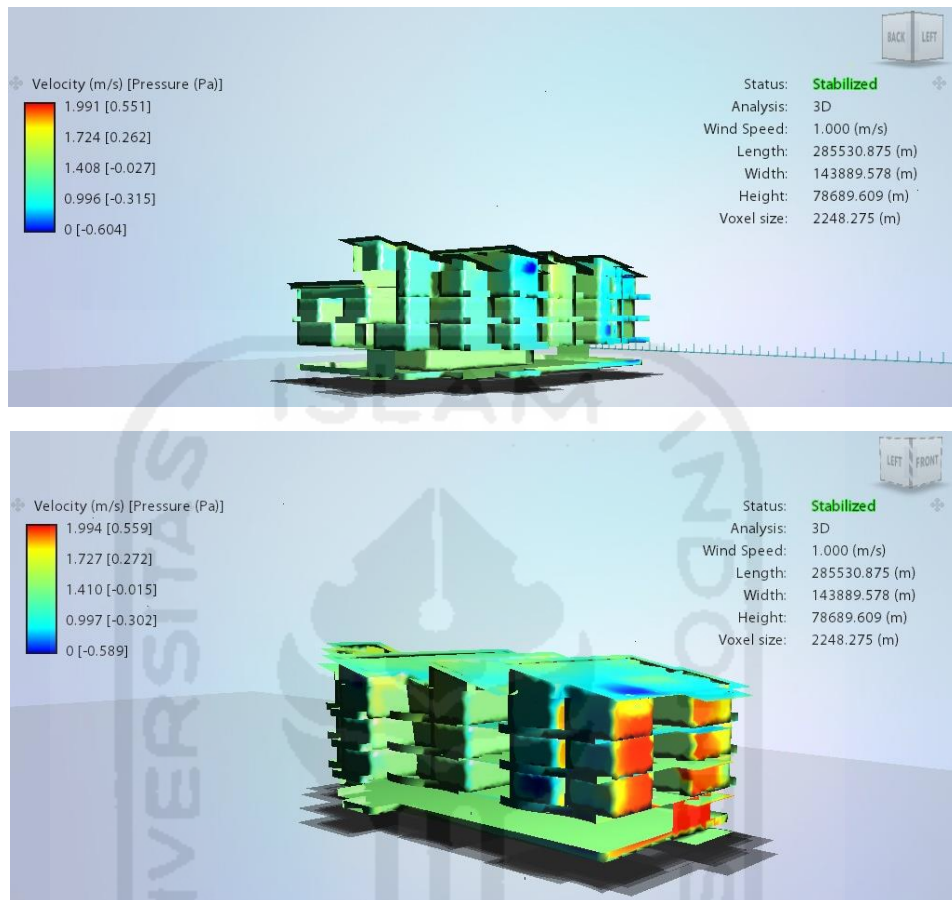 BACK LEFT
Velocity (m/s) [Pressure (Pa)]
1.991 [0.551]
1.724 [0.262]
1.408 [-0.027]
0.996 [-0.315]
0 [-0.604]
Status: Stabilized
Analysis: 3D
Wind Speed: 1.000 (m/s)
Length: 285530.875 (m)
Width: 143889.578 (m)
Height: 78689.609 (m)
Voxel size: 2248.275 (m)
ISLAM
LEFT FRONT
Velocity (m/s) [Pressure (Pa)]
1.994 [0.559]
1.727 [0.272]
1.410 [-0.015]
0.997 [-0.302]
0 [-0.589]
Status: Stabilized
Analysis: 3D
Wind Speed: 1.000 (m/s)
Length: 285530.875 (m)
Width: 143889.578 (m)
Height: 78689.609 (m)
Voxel size: 2248.275 (m)